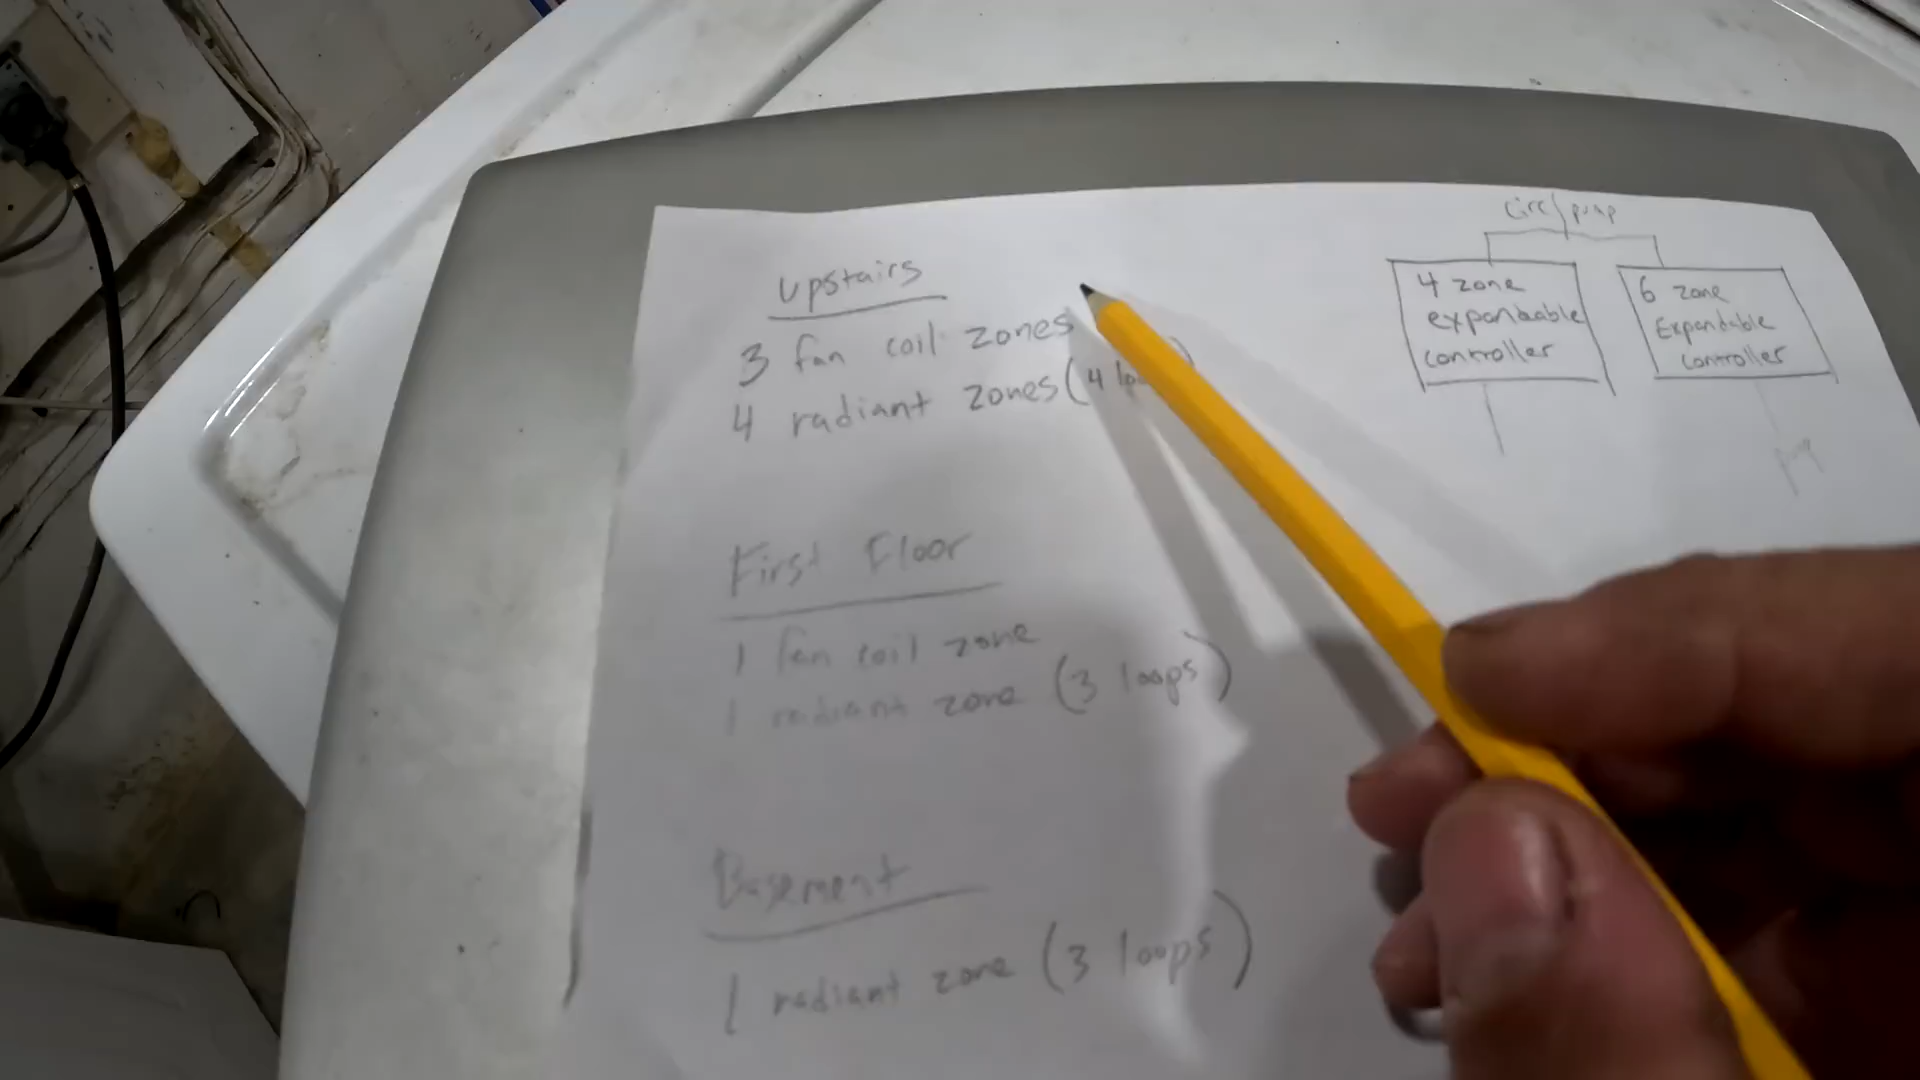 Upstairs
3 fan coil zones
4 radiant zones (4
First Floor
1 fan coil zone
1 radiant zone (3 loops)
Basement
1 radiant zone (3 loops)
Circ pump
4 zone
expandable
controller
6 zone
Expandable
controller